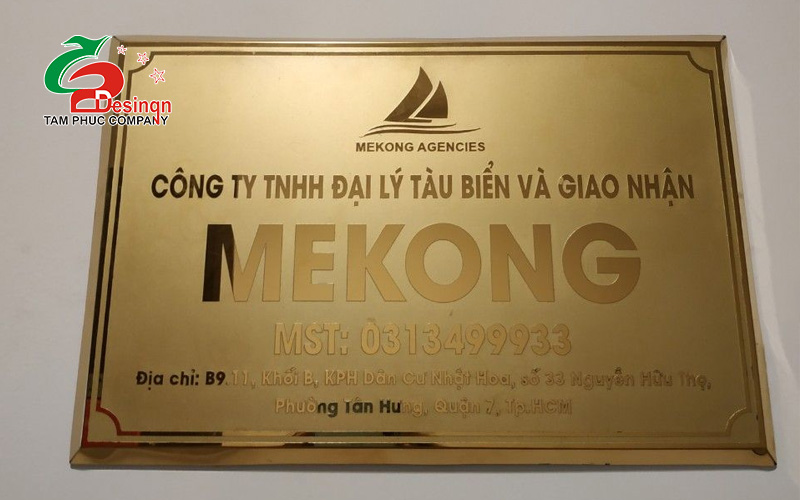 Desinqn
TAM PHUC COMPANY
MEKONG AGENCIES
CÔNG TY TNHH ĐẠI LÝ TÀU BIỂN VÀ GIAO NHẬN
MEKONG
MST: 0313499933
Địa chỉ: B9.11, Khối B, KPH Dân Cư Nhật Hoa, số 33 Nguyễn Hữu Thọ,
Phường Tân Hưng, Quận 7, Tp.HCM